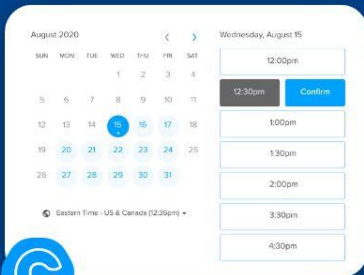 August 2020 < >
SUN MON TUE WED THU FRI SAT
1 2 3 4
5 6 7 8 9 10 11
12 13 14 15 16 17 18
19 20 21 22 23 24 25
26 27 28 29 30 31
Eastern Time - US & Canada (12:36pm)
Wednesday, August 15
12:00pm
12:30pm Confirm
1:00pm
1:30pm
2:00pm
3:30pm
4:30pm